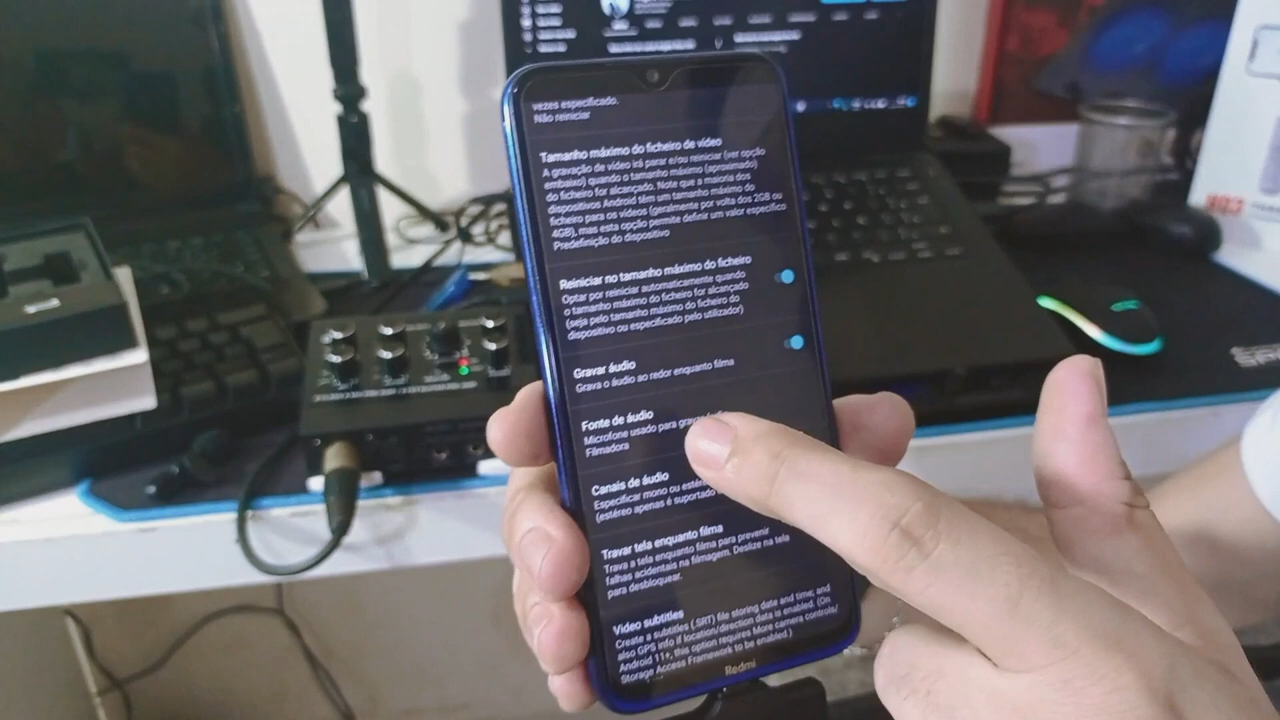 vezes especificado.
Não reiniciar
Tamanho máximo do ficheiro de vídeo
A gravação de vídeo irá parar e/ou reiniciar (ver opção
embaixo) quando o tamanho máximo (aproximado)
do ficheiro for alcançado. Note que a maioria dos
dispositivos Android têm um tamanho máximo do
ficheiro para os vídeos (geralmente por volta dos 2GB ou
4GB), mas esta opção permite definir um valor específico
Predefinição do dispositivo
Reiniciar no tamanho máximo do ficheiro
Optar por reiniciar automaticamente quando
o tamanho máximo do ficheiro for alcançado
(seja pelo tamanho máximo do ficheiro do
dispositivo ou especificado pelo utilizador)
Gravar áudio
Grava o áudio ao redor enquanto filma
Fonte de áudio
Microfone usado para
Filmadora
Canais de áudio
Especificar mono ou
(estéreo apenas é suportado
Travar tela enquanto filma
Trava a tela enquanto filma para prevenir
falhas acidentais na filmagem. Deslize na tela
para desbloquear.
Video subtitles
Create a subtitles (.SRT) file storing date and time; and
also GPS info if location/direction data is enabled. (On
Android 11+, this option requires More camera controls/
Storage Access Framework to be enabled.)
Redmi